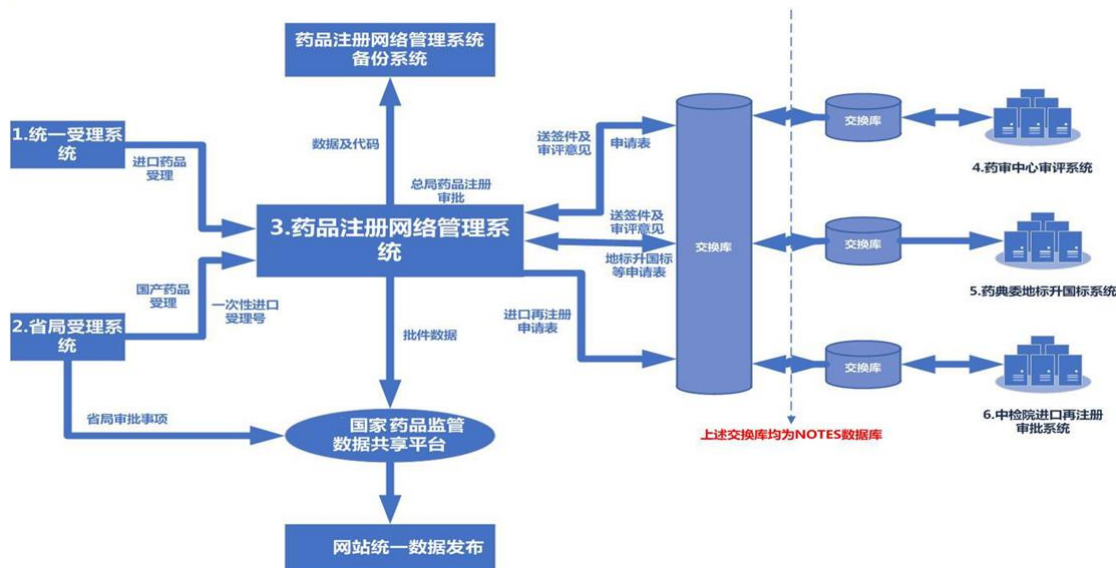 药品注册网络管理系统
备份系统
1.统一受理系
统
进口药品
受理
数据及代码
总局药品注册
审批
送签件及
审评意见
申请表
交换库
4.药审中心审评系统
3.药品注册网络管理系
统
送签件及
审评意见
地标升国标
等申请表
交换库
交换库
5.药典委地标升国标系统
国产药品
受理
一次性进口
受理号
2.省局受理系
统
批件数据
进口再注册
申请表
交换库
6.中检院进口再注册
审批系统
省局审批事项
国家药品监管
数据共享平台
上述交换库均为NOTES数据库
网站统一数据发布